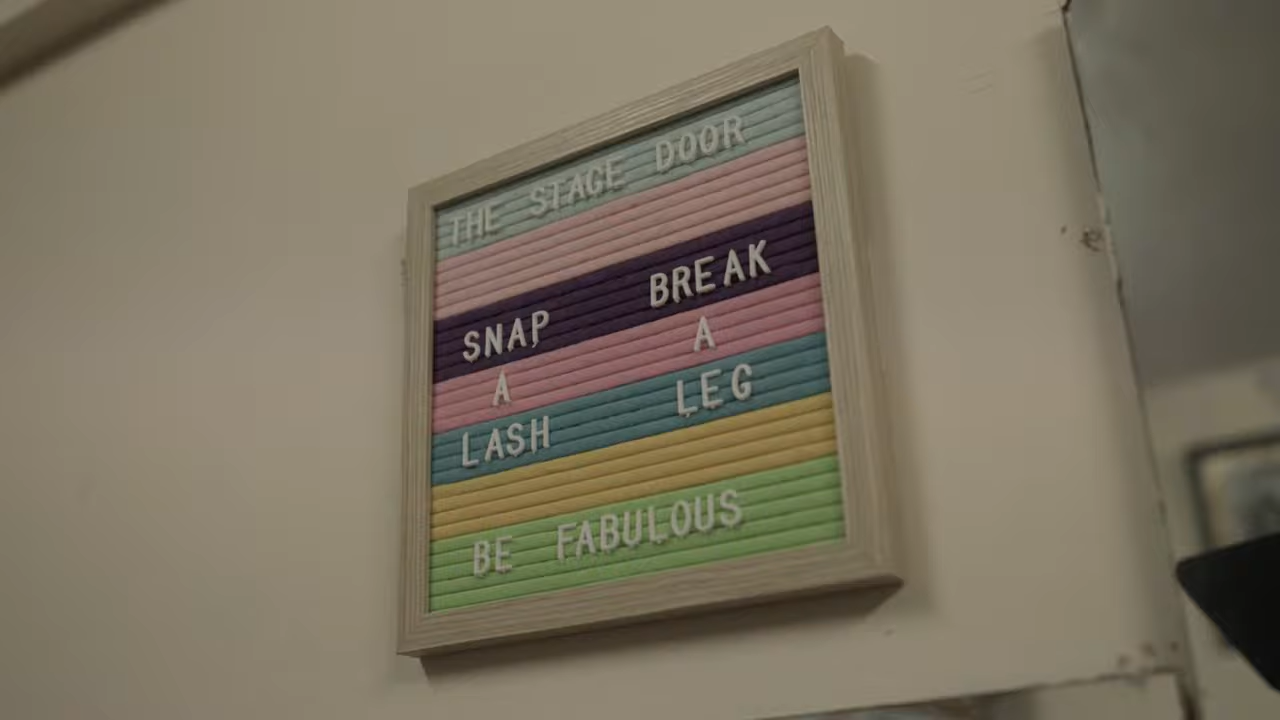 THE STAGE DOOR
SNAP BREAK
A A
LASH LEG
BE FABULOUS